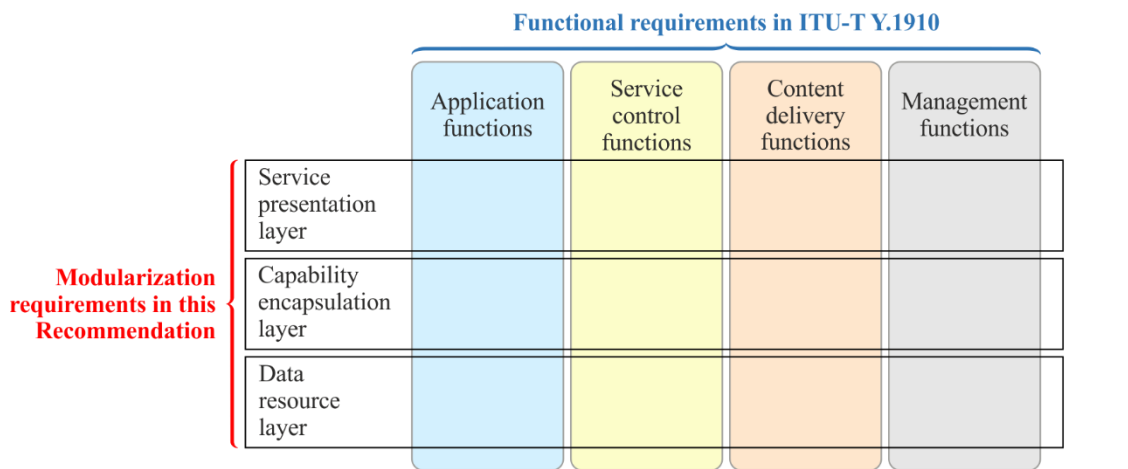 Functional requirements in ITU-T Y.1910
Application
functions
Service
control
functions
Content
delivery
functions
Management
functions
Service
presentation
layer
Capability
encapsulation
layer
Data
resource
layer
Modularization
requirements in this
Recommendation